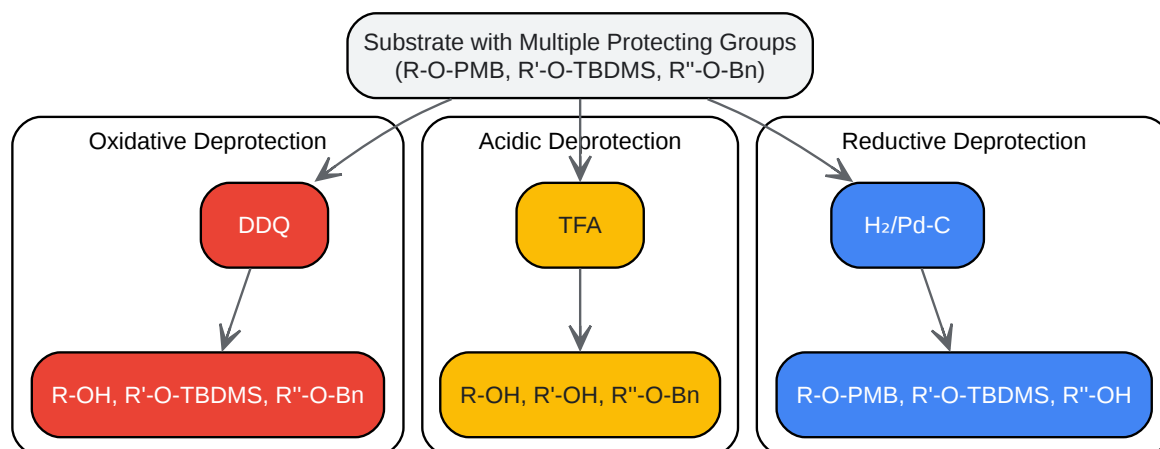 Substrate with Multiple Protecting Groups
(R-O-PMB, R'-O-TBDMS, R''-O-Bn)
Oxidative Deprotection
Acidic Deprotection
Reductive Deprotection
DDQ
TFA
H₂/Pd-C
R-OH, R'-O-TBDMS, R''-O-Bn
R-OH, R'-OH, R''-O-Bn
R-O-PMB, R'-O-TBDMS, R''-OH